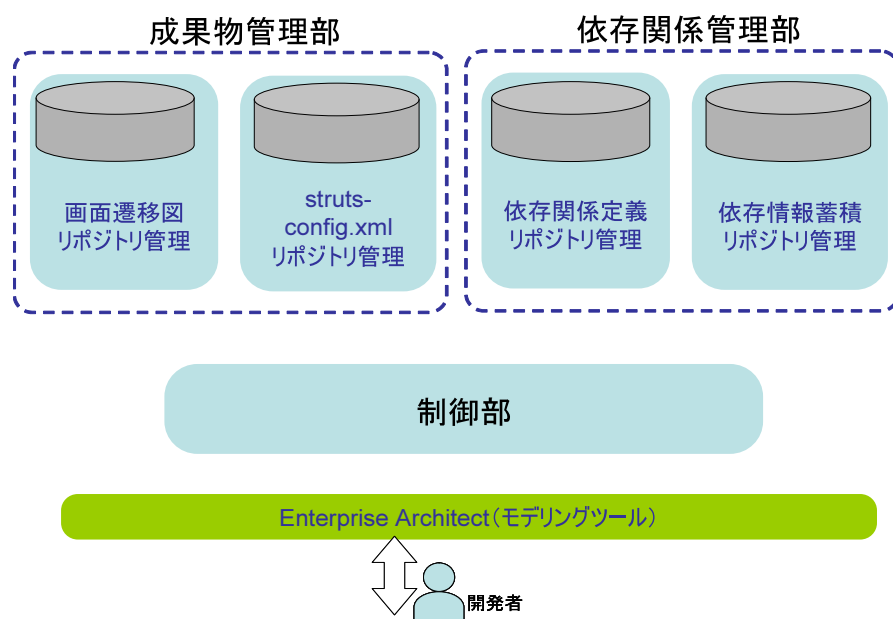 成果物管理部
依存関係管理部
画面遷移図
リポジトリ管理
struts-
config.xml
リポジトリ管理
依存関係定義
リポジトリ管理
依存情報蓄積
リポジトリ管理
制御部
Enterprise Architect（モデリングツール）
開発者